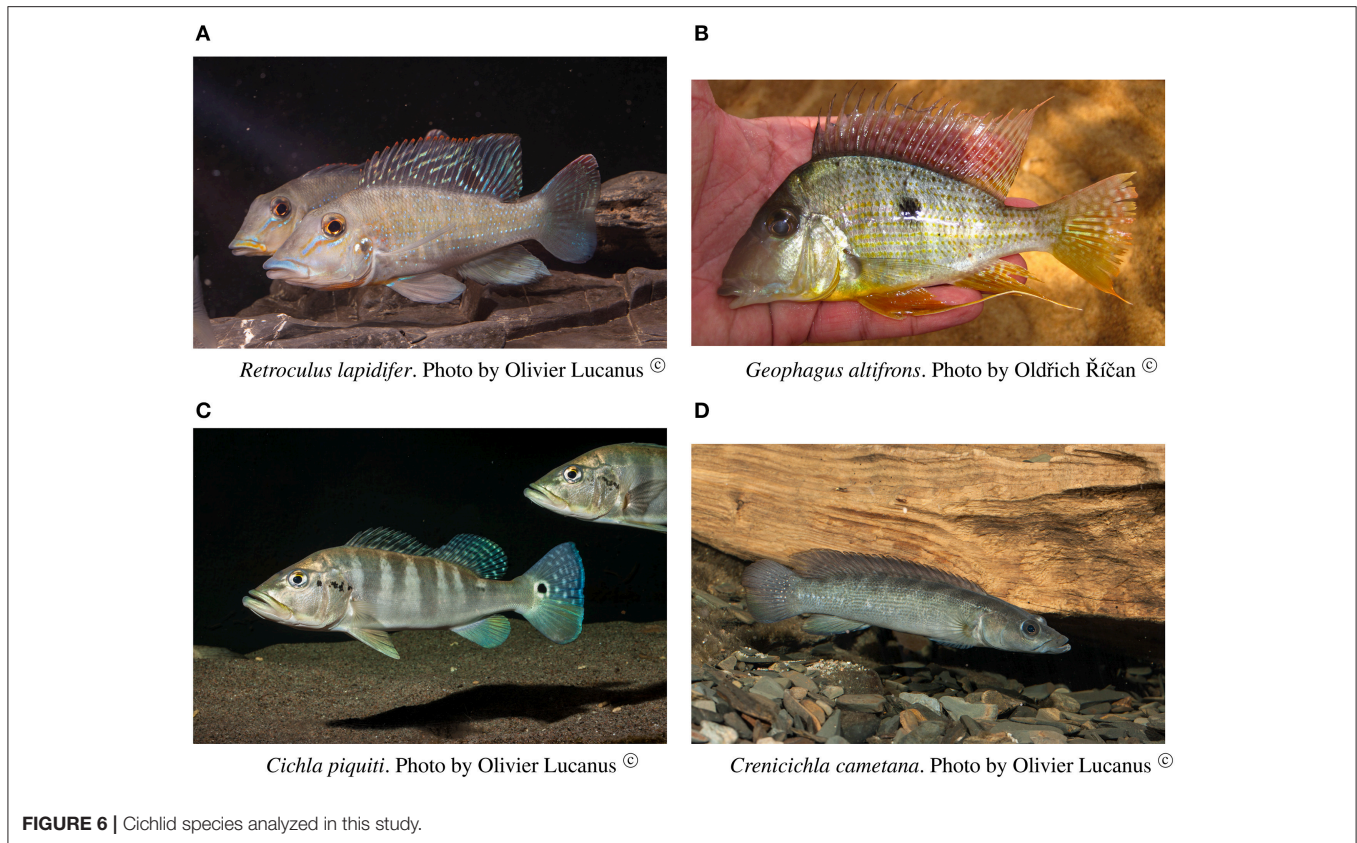 A
B
Retroculus lapidifer. Photo by Olivier Lucanus ©
Geophagus altifrons. Photo by Oldřich Říčan ©
C
D
Cichla piquiti. Photo by Olivier Lucanus ©
Crenicichla cametana. Photo by Olivier Lucanus ©
FIGURE 6 | Cichlid species analyzed in this study.